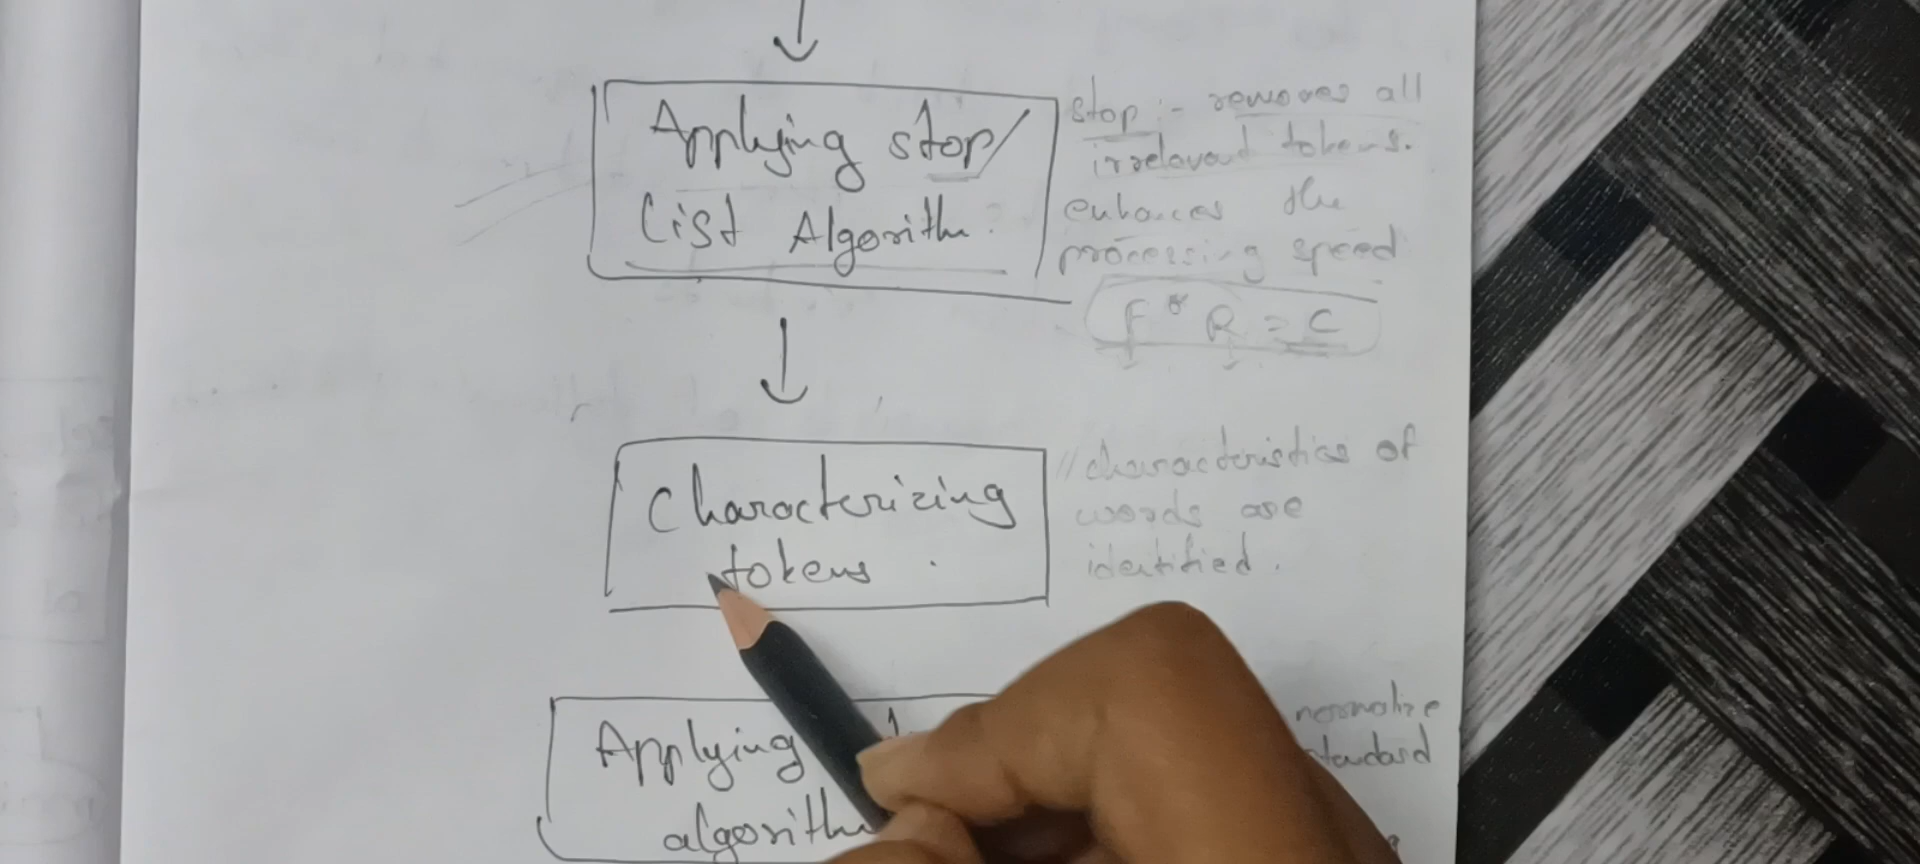 Applying stop/
List Algorithm
stop :- removes all
irrelevant tokens.
enhances the
processing speed
F * R = C
Characterizing
tokens
// characteristics of
words are
identified.
Applying
algorithm
normalize
standard